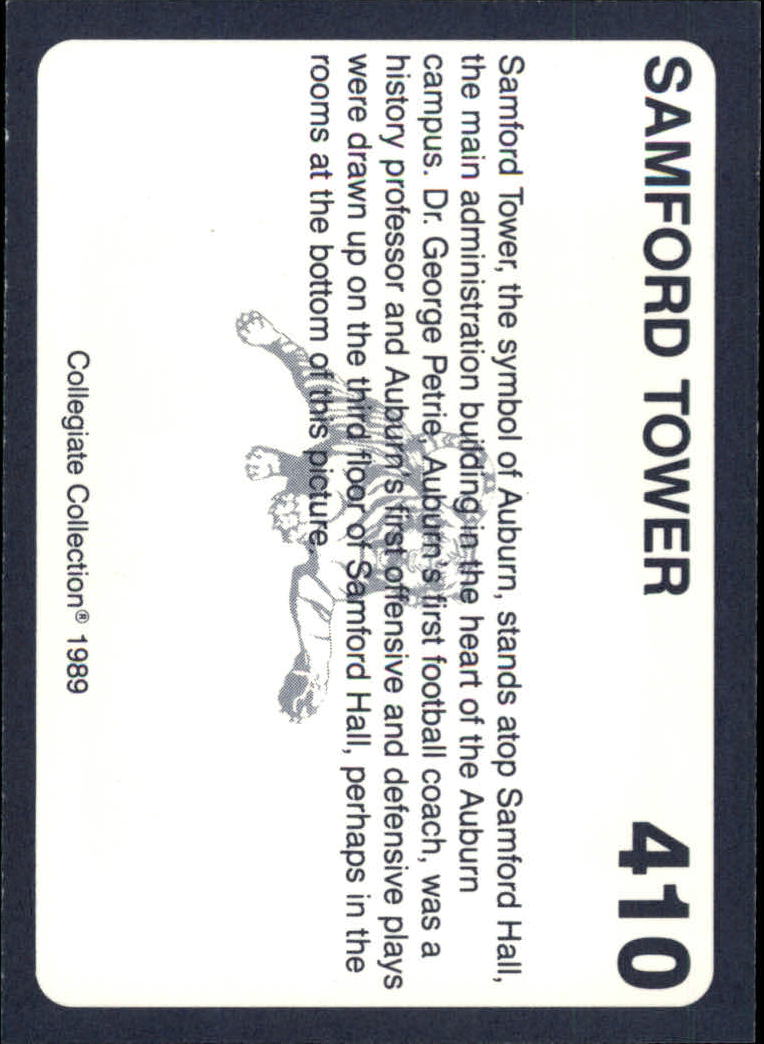 SAMFORD TOWER 410
Samford Tower, the symbol of Auburn, stands atop Samford Hall,
the main administration building in the heart of the Auburn
campus. Dr. George Petrie, Auburn's first football coach, was a
history professor and Auburn's first offensive and defensive plays
were drawn up on the third floor of Samford Hall, perhaps in the
rooms at the bottom of this picture.
Collegiate Collection® 1989